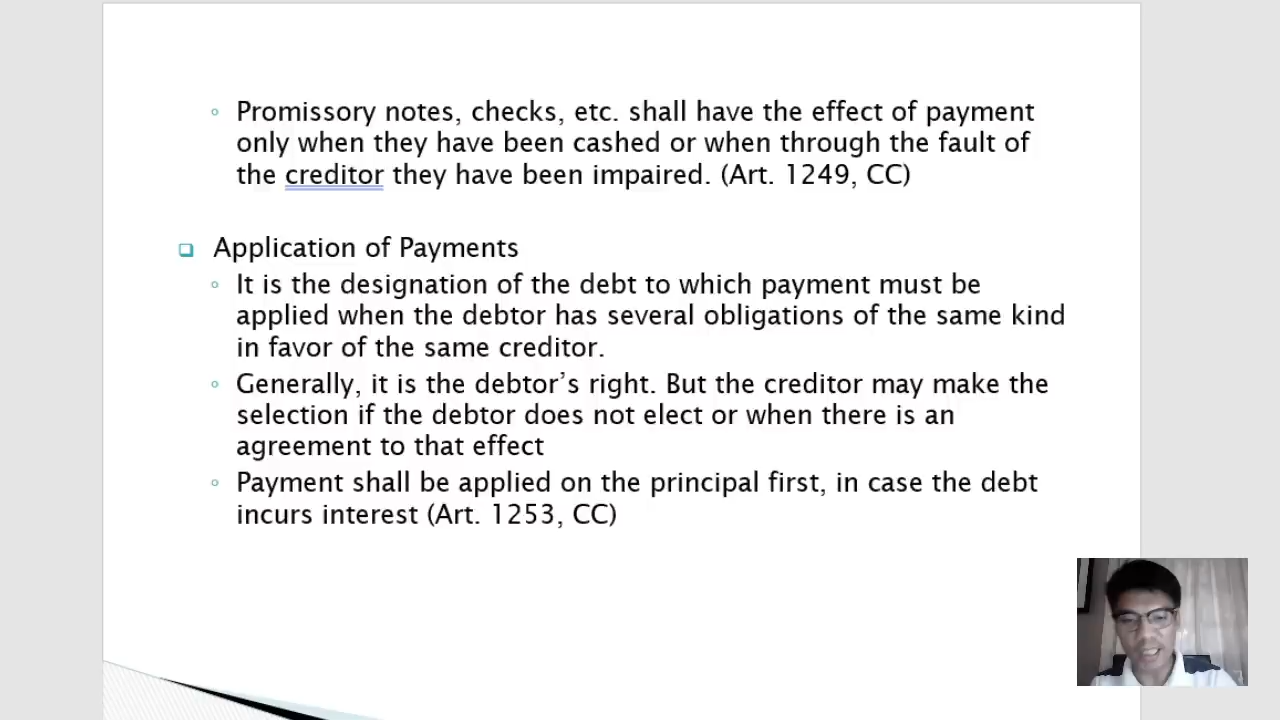 Promissory notes, checks, etc. shall have the effect of payment
only when they have been cashed or when through the fault of
the creditor they have been impaired. (Art. 1249, CC)
Application of Payments
It is the designation of the debt to which payment must be
applied when the debtor has several obligations of the same kind
in favor of the same creditor.
Generally, it is the debtor’s right. But the creditor may make the
selection if the debtor does not elect or when there is an
agreement to that effect
Payment shall be applied on the principal first, in case the debt
incurs interest (Art. 1253, CC)